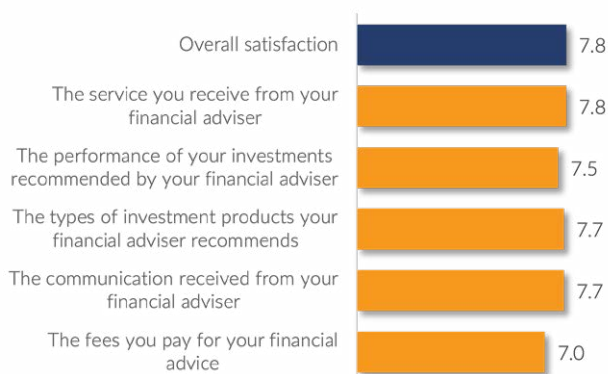 Overall satisfaction
7.8
The service you receive from your
financial adviser
7.8
The performance of your investments
recommended by your financial adviser
7.5
The types of investment products your
financial adviser recommends
7.7
The communication received from your
financial adviser
7.7
The fees you pay for your financial
advice
7.0